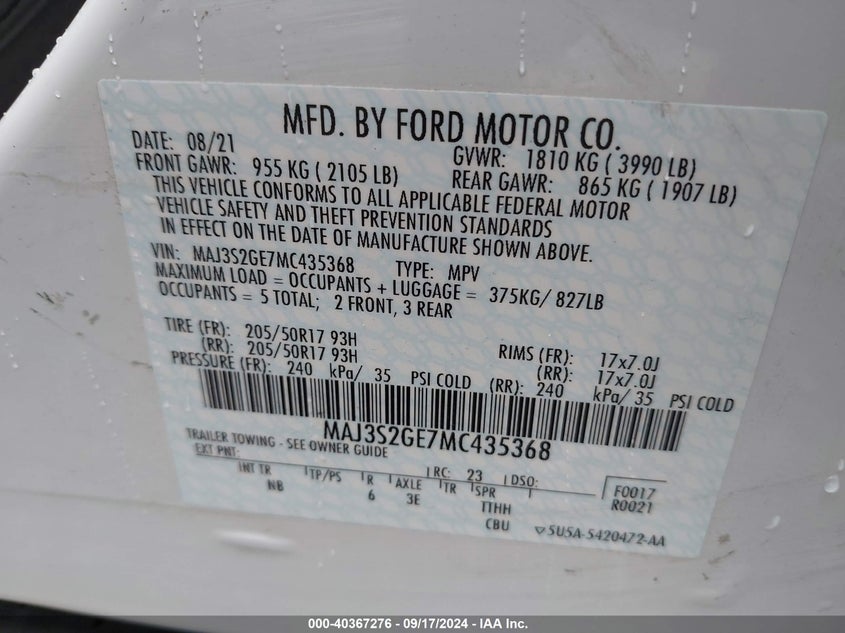 MFD. BY FORD MOTOR CO.
DATE: 08/21 GVWR: 1810 KG ( 3990 LB)
FRONT GAWR: 955 KG ( 2105 LB) REAR GAWR: 865 KG ( 1907 LB)
THIS VEHICLE CONFORMS TO ALL APPLICABLE FEDERAL MOTOR
VEHICLE SAFETY AND THEFT PREVENTION STANDARDS
IN EFFECT ON THE DATE OF MANUFACTURE SHOWN ABOVE.
VIN: MAJ3S2GE7MC435368 TYPE: MPV
MAXIMUM LOAD = OCCUPANTS + LUGGAGE = 375KG/ 827LB
OCCUPANTS = 5 TOTAL; 2 FRONT, 3 REAR
TIRE (FR): 205/50R17 93H RIMS (FR): 17x7.0J
(RR): 205/50R17 93H (RR): 17x7.0J
PRESSURE (FR): 240 kPa/ 35 PSI COLD (RR): 240 kPa/ 35 PSI COLD
MAJ3S2GE7MC435368
TRAILER TOWING - SEE OWNER GUIDE
EXT PNT: RC: 23 DSO:
INT TR TP/PS R AXLE TR SPR F0017
NB 6 3E TTHH R0021
CBU ▽5U5A-5420472-AA
000-40367276 - 09/17/2024 - IAA Inc.